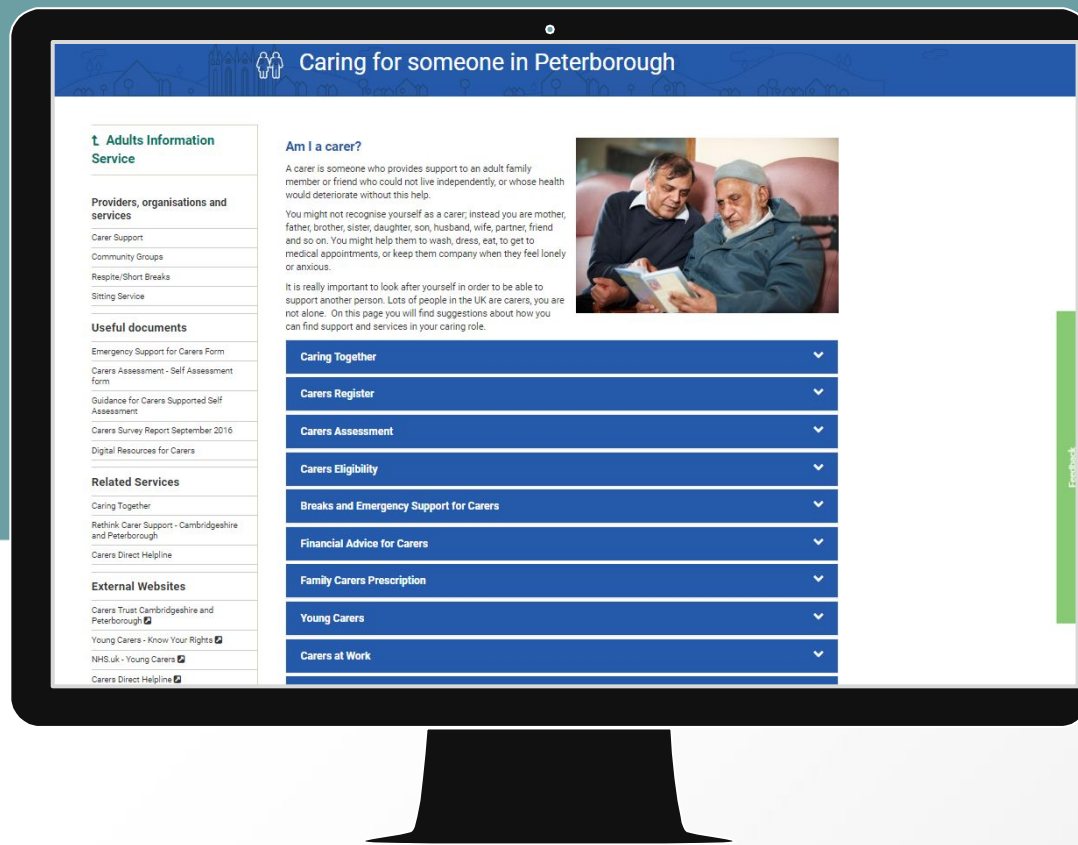 Caring for someone in Peterborough
Adults Information
Service
Providers, organisations and
services
Carer Support
Community Groups
Respite/Short Breaks
Sitting Service
Useful documents
Emergency Support for Carers Form
Carers Assessment - Self Assessment
form
Guidance for Carers Supported Self
Assessment
Carers Survey Report September 2016
Digital Resources for Carers
Related Services
Caring Together
Rethink Carer Support - Cambridgeshire
and Peterborough
Carers Direct Helpline
External Websites
Carers Trust Cambridgeshire and
Peterborough
Young Carers - Know Your Rights
NHS.uk - Young Carers
Carers Direct Helpline
Am I a carer?
A carer is someone who provides support to an adult family
member or friend who could not live independently, or whose health
would deteriorate without this help.
You might not recognise yourself as a carer; instead you are mother,
father, brother, sister, daughter, son, husband, wife, partner, friend
and so on. You might help them to wash, dress, eat, to get to
medical appointments, or keep them company when they feel lonely
or anxious.
It is really important to look after yourself in order to be able to
support another person. Lots of people in the UK are carers, you are
not alone. On this page you will find suggestions about how you
can find support and services in your caring role.
Caring Together
Carers Register
Carers Assessment
Carers Eligibility
Breaks and Emergency Support for Carers
Financial Advice for Carers
Family Carers Prescription
Young Carers
Carers at Work
Feedback